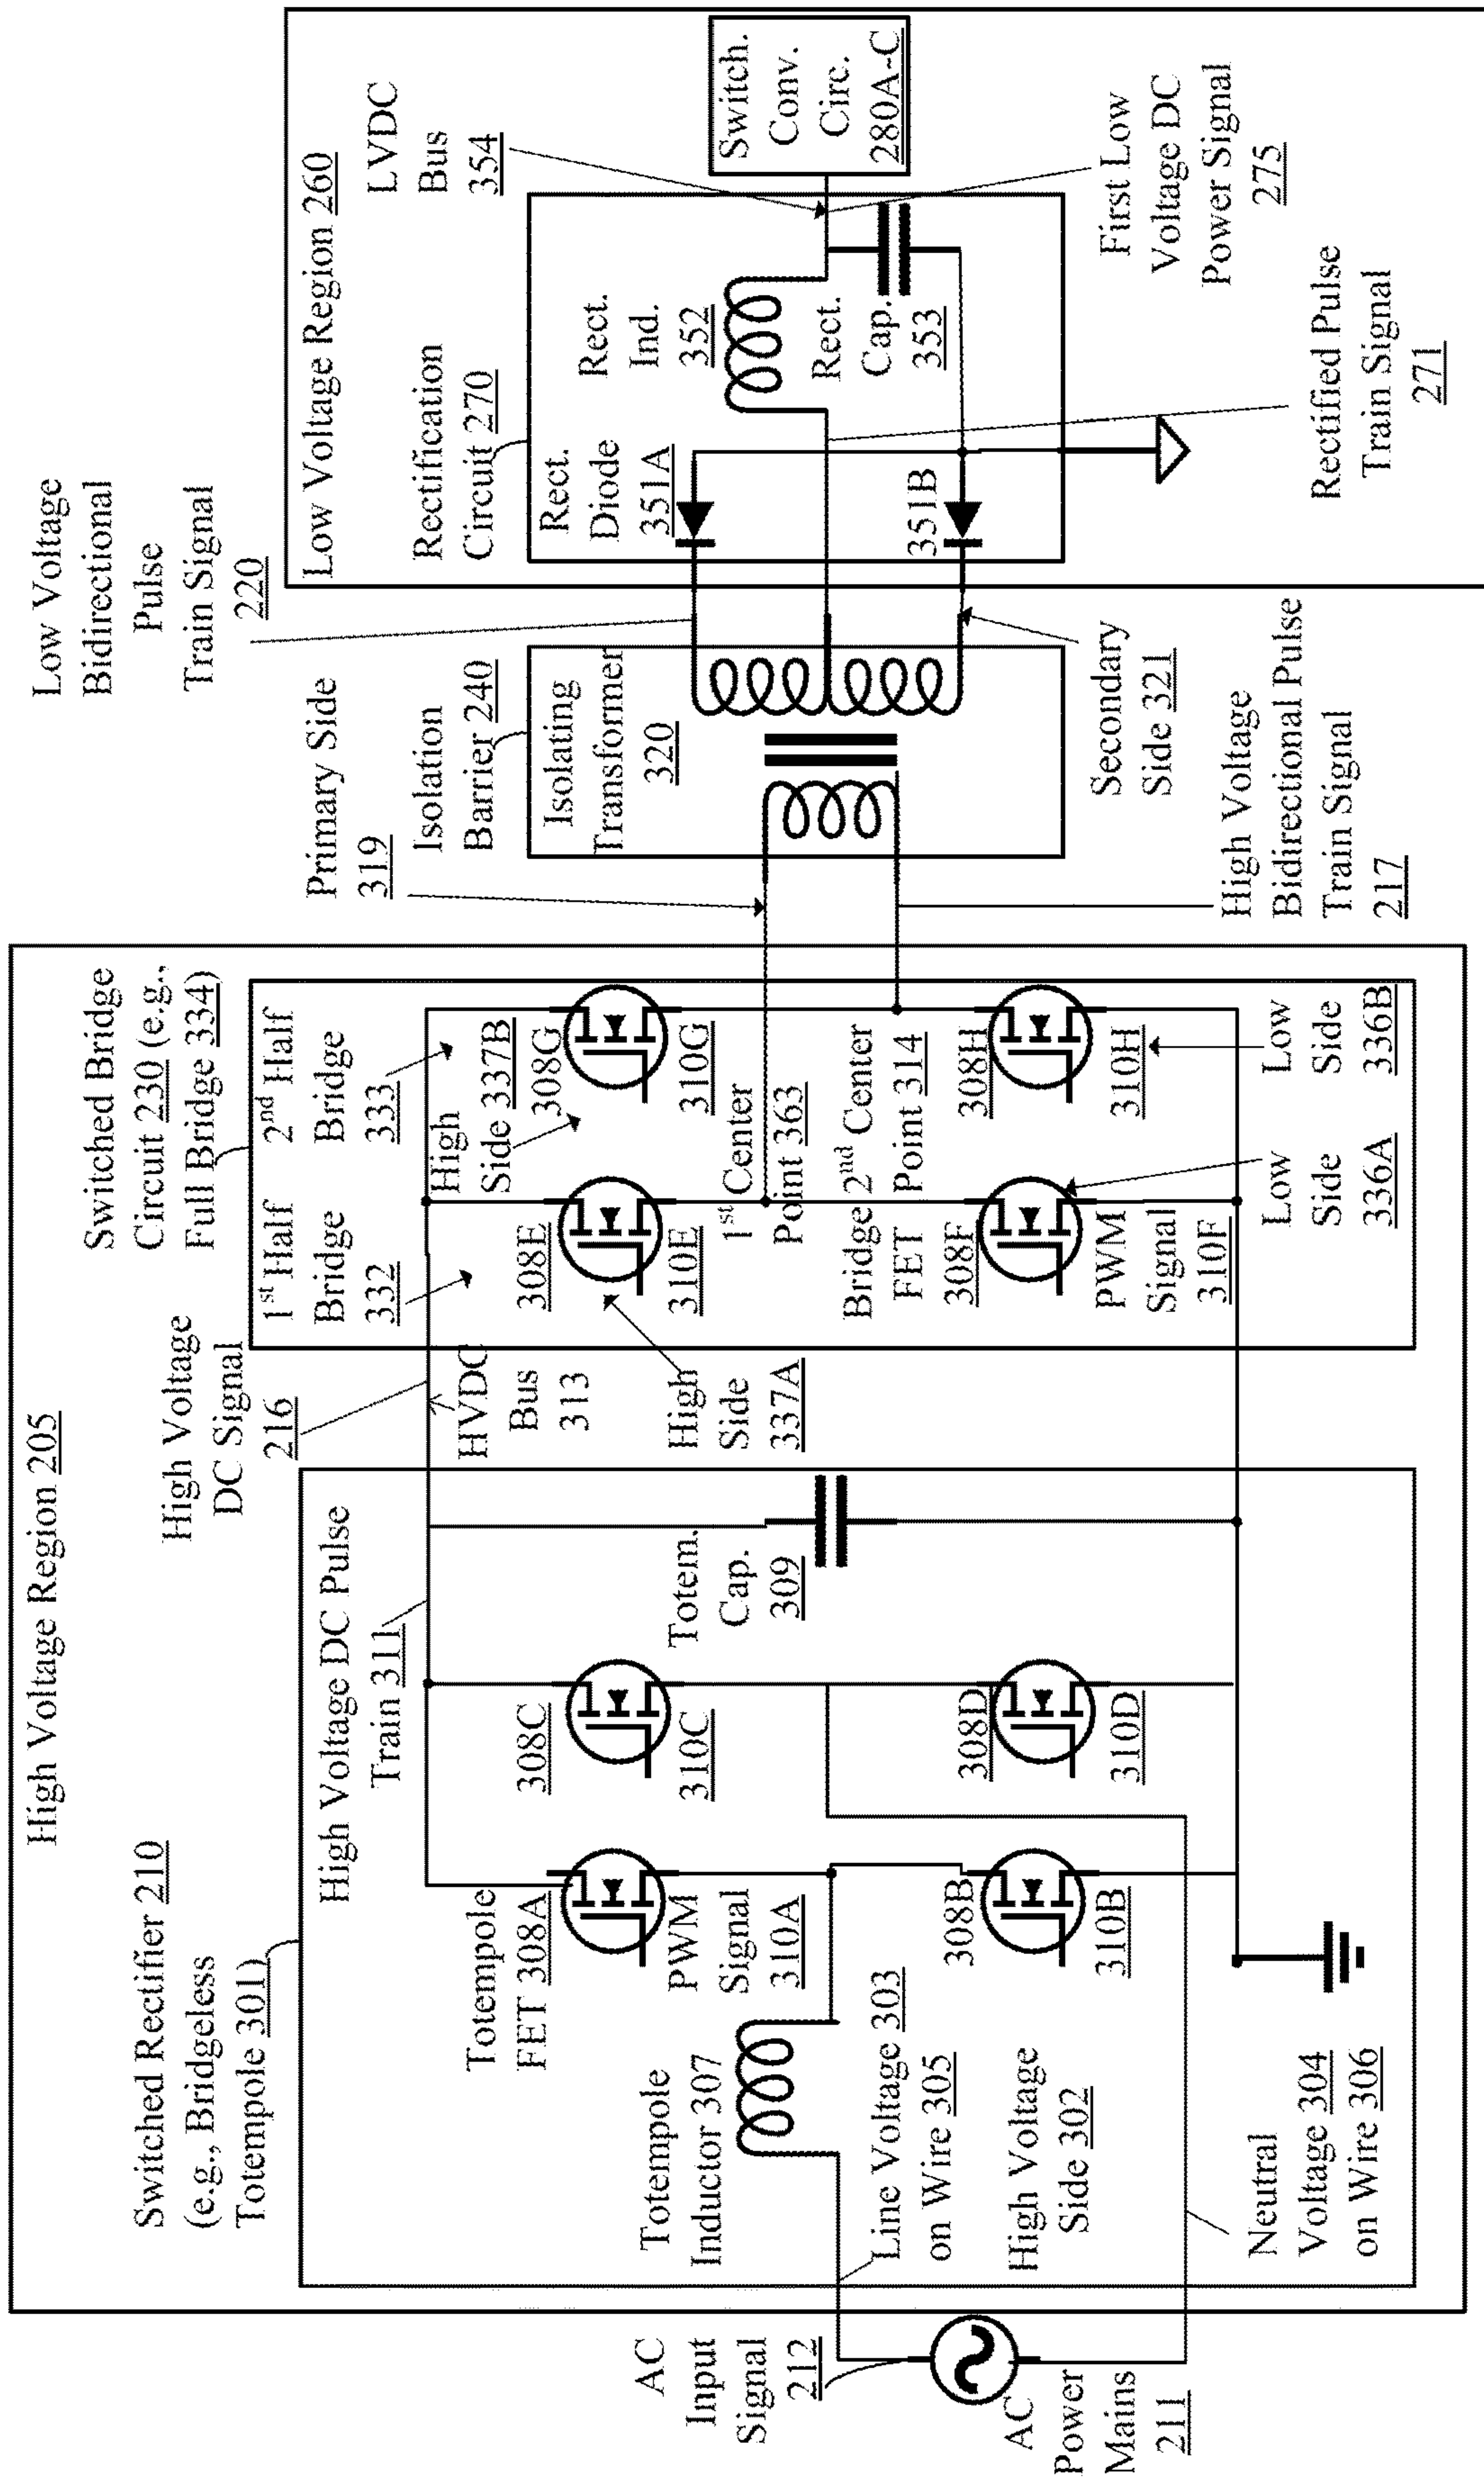 High Voltage Region 205
Switched Rectifier 210
(e.g., Bridgeless
Totempole 301)
High Voltage DC Pulse
Train 311
Totempole
FET 308A
PWM
Signal
310A
308B
310B
308C
310C
308D
310D
Totem.
Cap.
309
Totempole
Inductor 307
Line Voltage 303
on Wire 305
High Voltage
Side 302
Neutral
Voltage 304
on Wire 306
AC
Input
Signal
212
AC
Power
Mains
211
High Voltage
DC Signal
216
HVDC
Bus
313
High
Side
337A
Switched Bridge
Circuit 230 (e.g.,
Full Bridge 334)
1st Half
Bridge
332
2nd Half
Bridge
333
High
Side 337B
308E
310E
308G
310G
1st Center
Point 363
Bridge
FET
308F
2nd Center
Point 314
PWM
Signal
310F
308H
310H
Low
Side
336A
Low
Side
336B
Primary Side
319
Isolation
Barrier 240
Isolating
Transformer
320
Secondary
Side 321
High Voltage
Bidirectional Pulse
Train Signal
217
Low Voltage
Bidirectional
Pulse
Train Signal
220
Low Voltage Region 260
Rectification
Circuit 270
Rect.
Diode
351A
351B
Rect.
Ind.
352
Rect.
Cap.
353
LVDC
Bus
354
Switch.
Conv.
Circ.
280A-C
First Low
Voltage DC
Power Signal
275
Rectified Pulse
Train Signal
271